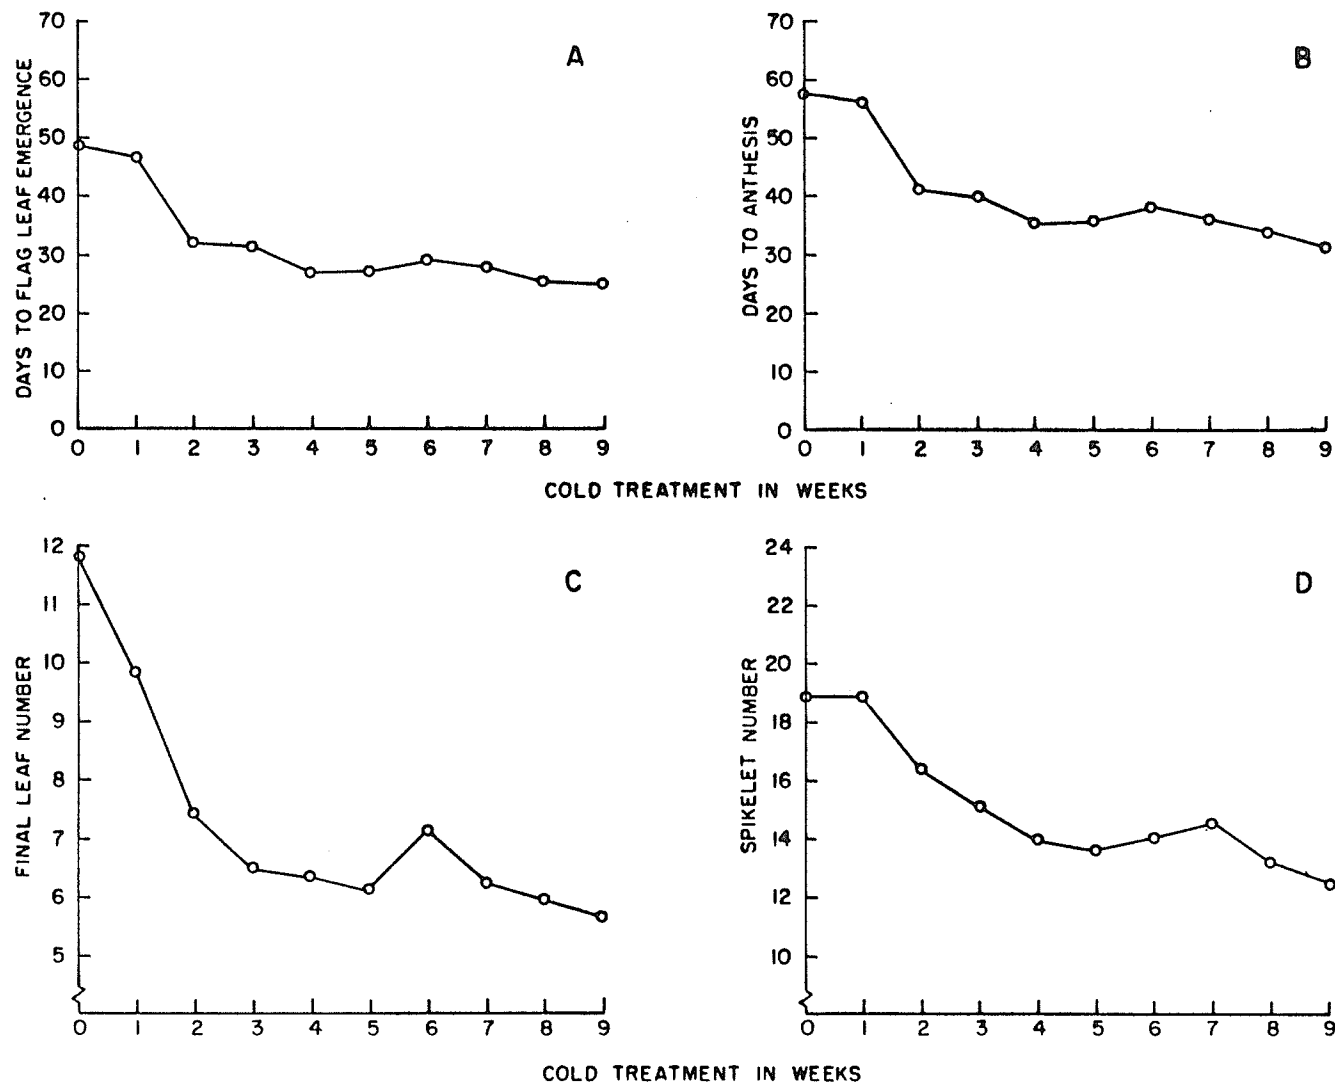 A
DAYS TO FLAG LEAF EMERGENCE
70
60
50
40
30
20
10
0
0 1 2 3 4 5 6 7 8 9
B
DAYS TO ANTHESIS
70
60
50
40
30
20
10
0
0 1 2 3 4 5 6 7 8 9
COLD TREATMENT IN WEEKS
C
FINAL LEAF NUMBER
12
11
10
9
8
7
6
5
0 1 2 3 4 5 6 7 8 9
D
SPIKELET NUMBER
24
22
20
18
16
14
12
10
0 1 2 3 4 5 6 7 8 9
COLD TREATMENT IN WEEKS